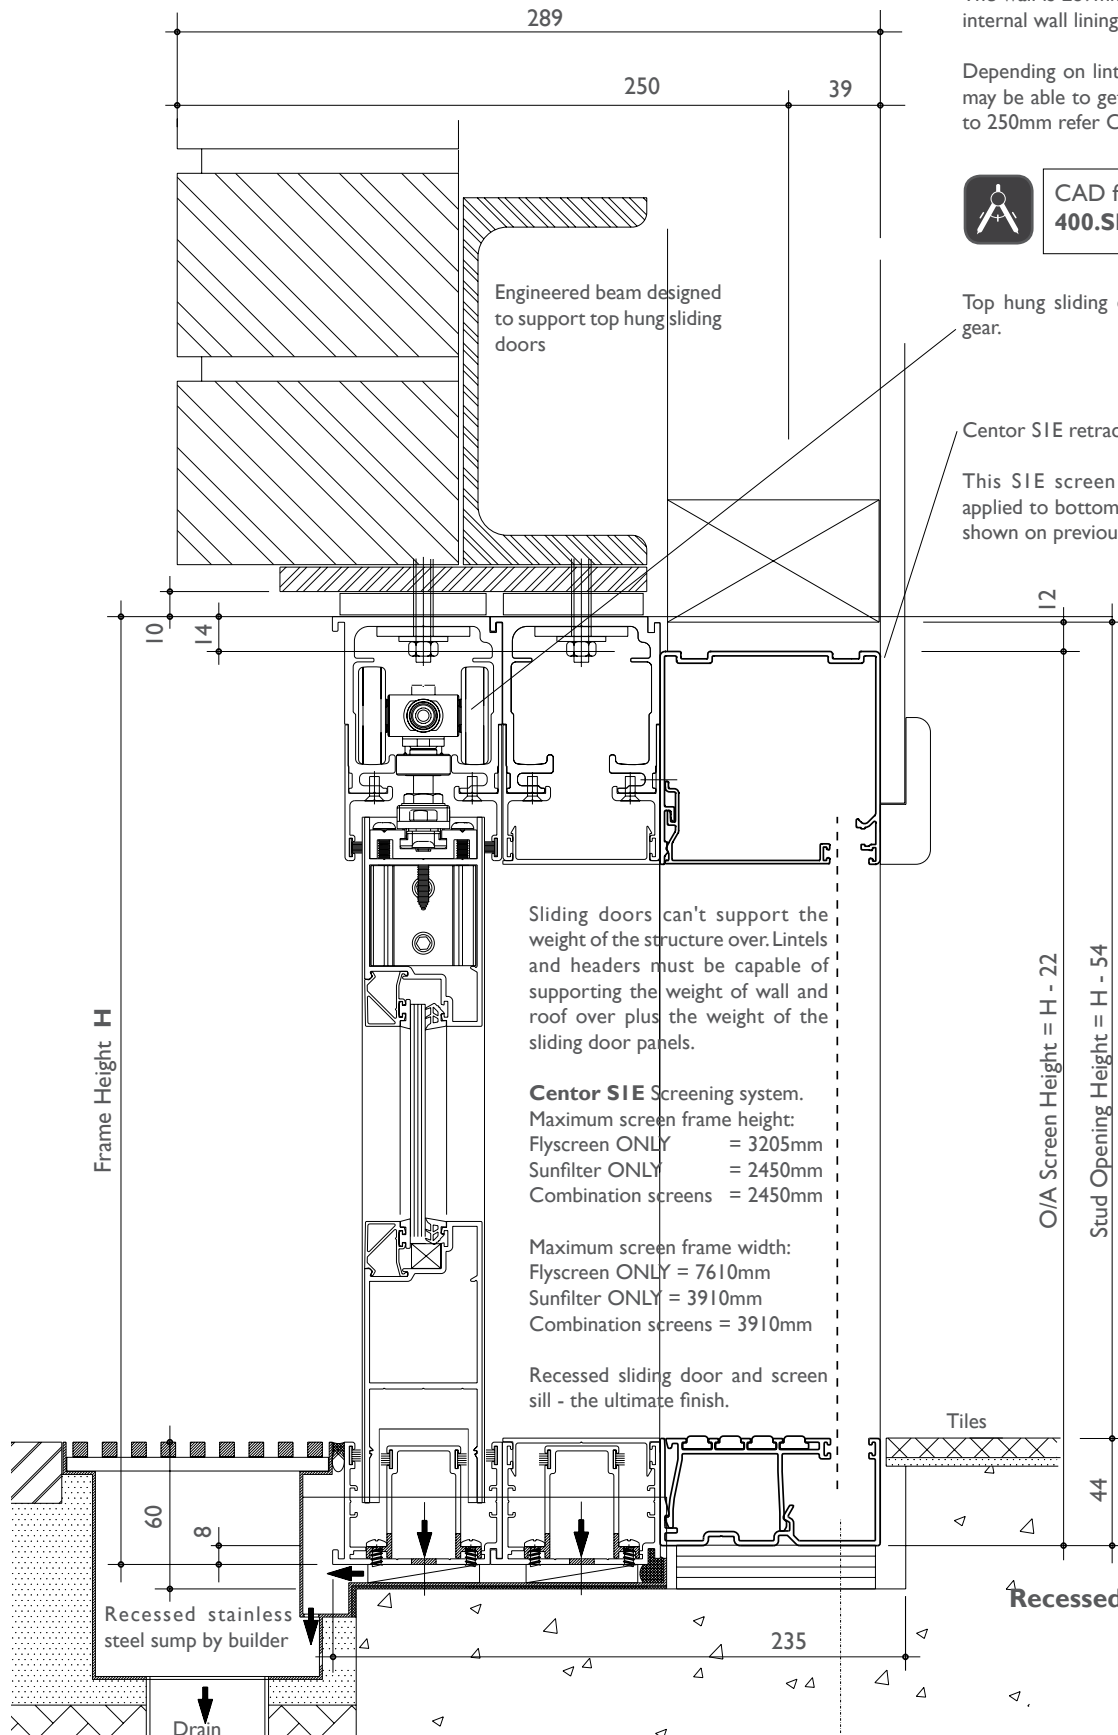 289
internal wall lining
250
39
Depending on lint
may be able to ge
to 250mm refer C
CAD f
400.SI
Engineered beam designed
to support top hung sliding
doors
Top hung sliding
gear.
Centor S1E retrac
This S1E screen
applied to bottom
shown on previou
10
14
12
Sliding doors can't support the
weight of the structure over. Lintels
and headers must be capable of
supporting the weight of wall and
roof over plus the weight of the
sliding door panels.
Frame Height H
O/A Screen Height = H - 22
Stud Opening Height = H - 54
Centor S1E Screening system.
Maximum screen frame height:
Flyscreen ONLY = 3205mm
Sunfilter ONLY = 2450mm
Combination screens = 2450mm
Maximum screen frame width:
Flyscreen ONLY = 7610mm
Sunfilter ONLY = 3910mm
Combination screens = 3910mm
Recessed sliding door and screen
sill - the ultimate finish.
Tiles
60
8
44
Recessed stainless
steel sump by builder
Recessed
235
Drain